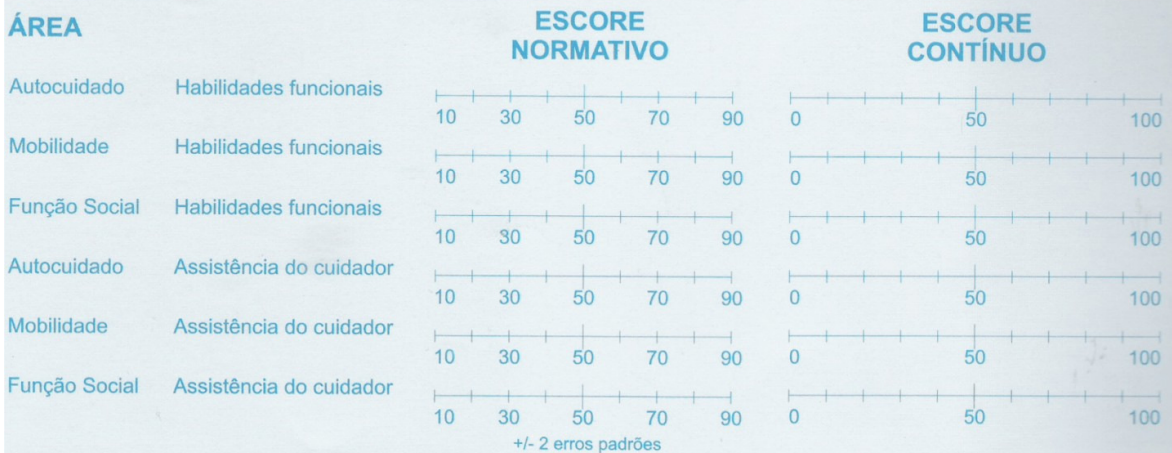 ÁREA ESCORE NORMATIVO ESCORE CONTÍNUO
Autocuidado Habilidades funcionais
10 30 50 70 90 0 50 100
Mobilidade Habilidades funcionais
10 30 50 70 90 0 50 100
Função Social Habilidades funcionais
10 30 50 70 90 0 50 100
Autocuidado Assistência do cuidador
10 30 50 70 90 0 50 100
Mobilidade Assistência do cuidador
10 30 50 70 90 0 50 100
Função Social Assistência do cuidador
10 30 50 70 90 0 50 100
+/- 2 erros padrões